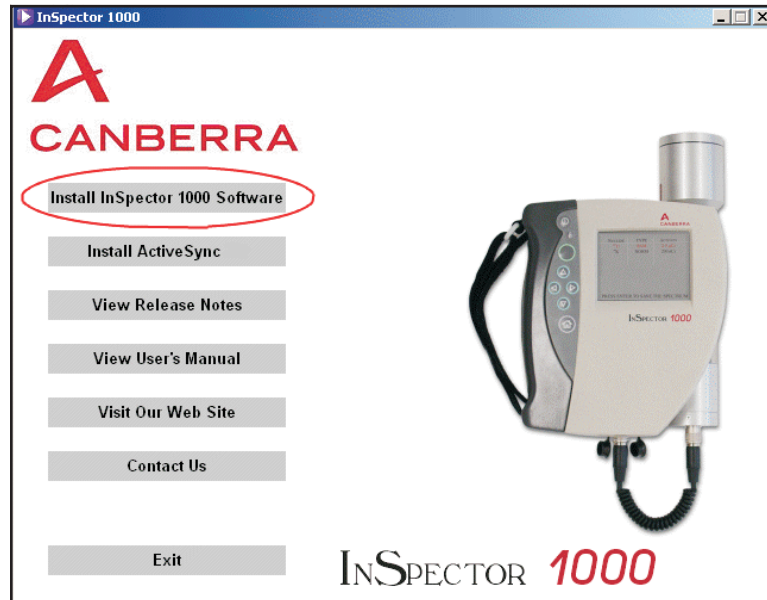 InSpector 1000
CANBERRA
Install InSpector 1000 Software
Install ActiveSync
View Release Notes
View User's Manual
Visit Our Web Site
Contact Us
Exit
CANBERRA
INSPECTOR 1000
INSPECTOR 1000